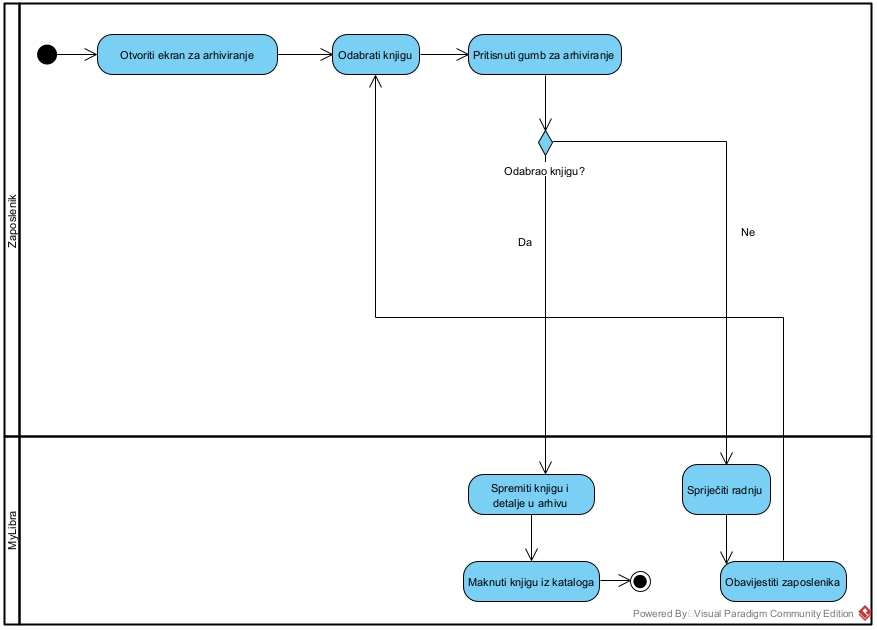 Zaposlenik
Otvoriti ekran za arhiviranje
Odabrati knjigu
Pritisnuti gumb za arhiviranje
Odabrao knjigu?
Da
Ne
MyLibra
Spremiti knjigu i
detalje u arhivu
Spriječiti radnju
Maknuti knjigu iz kataloga
Obavijestiti zaposlenika
Powered By Visual Paradigm Community Edition